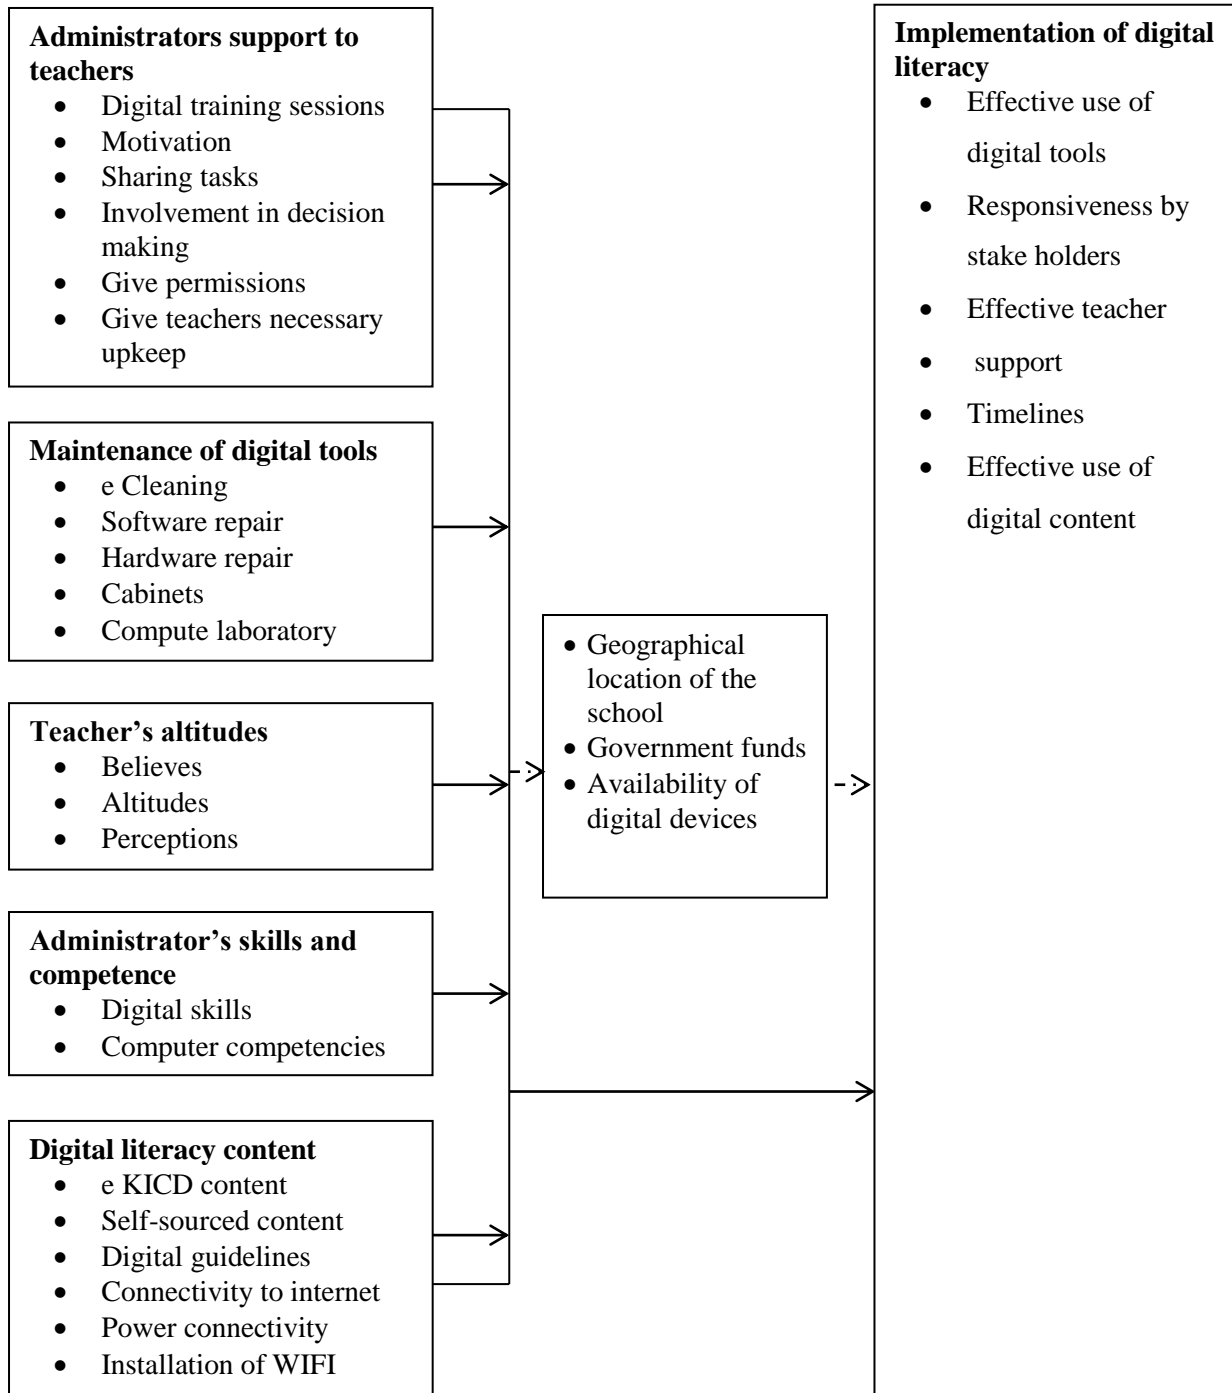 Administrators support to
teachers
• Digital training sessions
• Motivation
• Sharing tasks
• Involvement in decision
making
• Give permissions
• Give teachers necessary
upkeep
Maintenance of digital tools
• e Cleaning
• Software repair
• Hardware repair
• Cabinets
• Compute laboratory
Teacher’s altitudes
• Believes
• Altitudes
• Perceptions
Administrator’s skills and
competence
• Digital skills
• Computer competencies
Digital literacy content
• e KICD content
• Self-sourced content
• Digital guidelines
• Connectivity to internet
• Power connectivity
• Installation of WIFI
• Geographical
location of the
school
• Government funds
• Availability of
digital devices
Implementation of digital
literacy
• Effective use of
digital tools
• Responsiveness by
stake holders
• Effective teacher
• support
• Timelines
• Effective use of
digital content